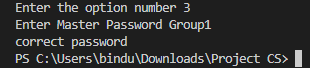 Enter the option number 3
Enter Master Password Group1
correct password
PS C:\Users\bindu\Downloads\Project CS>